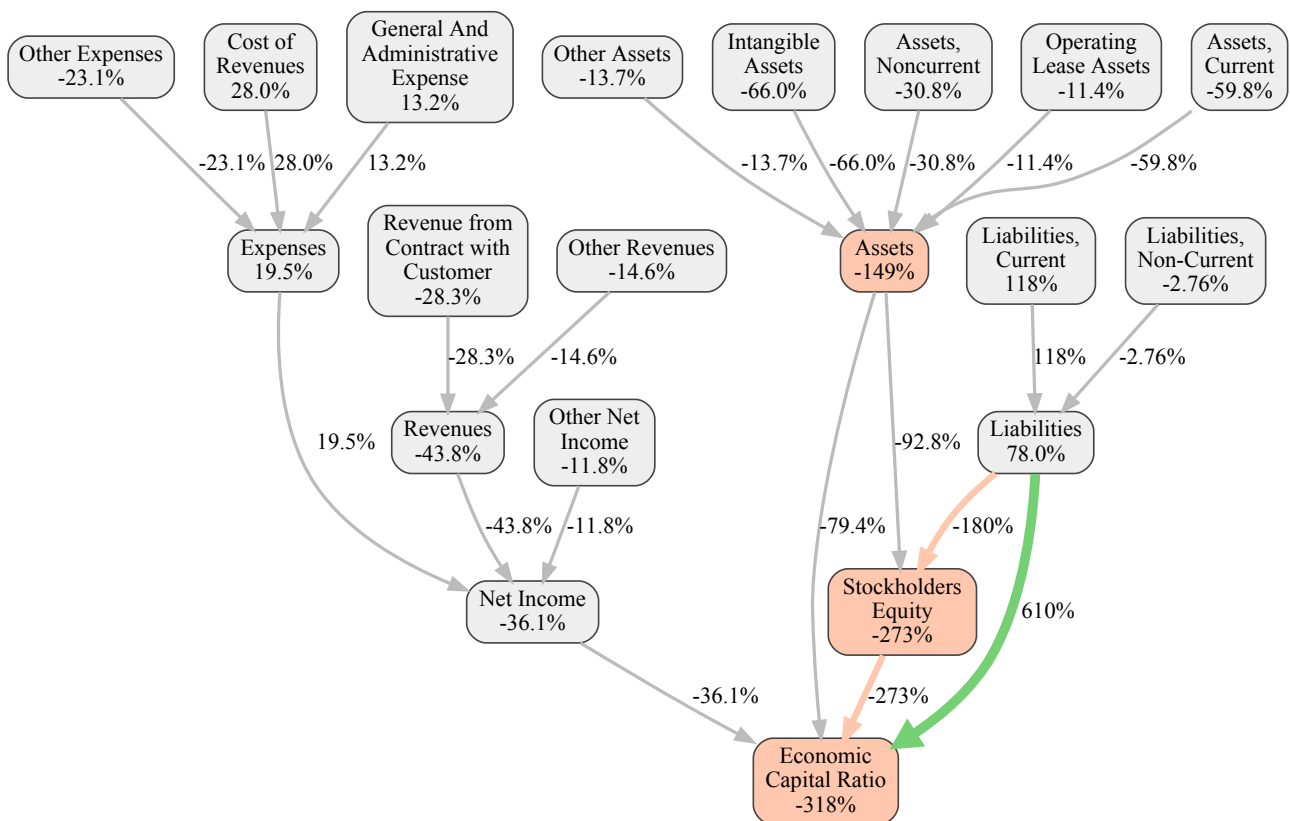 Other Expenses
-23.1%
Cost of
Revenues
28.0%
General And
Administrative
Expense
13.2%
Other Assets
-13.7%
Intangible
Assets
-66.0%
Assets,
Noncurrent
-30.8%
Operating
Lease Assets
-11.4%
Assets,
Current
-59.8%
-23.1%
28.0%
13.2%
-13.7%
-66.0%
-30.8%
-11.4%
-59.8%
Expenses
19.5%
Revenue from
Contract with
Customer
-28.3%
Other Revenues
-14.6%
Assets
-149%
Liabilities,
Current
118%
Liabilities,
Non-Current
-2.76%
-28.3%
-14.6%
118%
-2.76%
19.5%
Revenues
-43.8%
Other Net
Income
-11.8%
-92.8%
Liabilities
78.0%
-43.8%
-11.8%
-79.4%
-180%
Net Income
-36.1%
Stockholders
Equity
-273%
610%
-36.1%
-273%
Economic
Capital Ratio
-318%